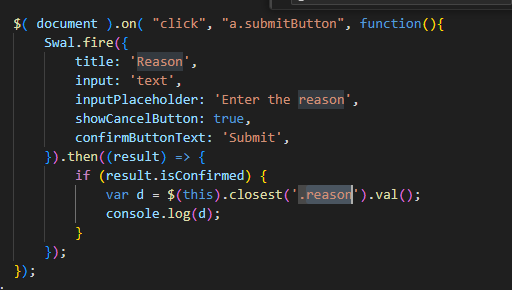 $( document ).on( "click", "a.submitButton", function(){
    Swal.fire({
        title: 'Reason',
        input: 'text',
        inputPlaceholder: 'Enter the reason',
        showCancelButton: true,
        confirmButtonText: 'Submit',
    }).then((result) => {
        if (result.isConfirmed) {
            var d = $(this).closest('.reason').val();
            console.log(d);
        }
    });
});